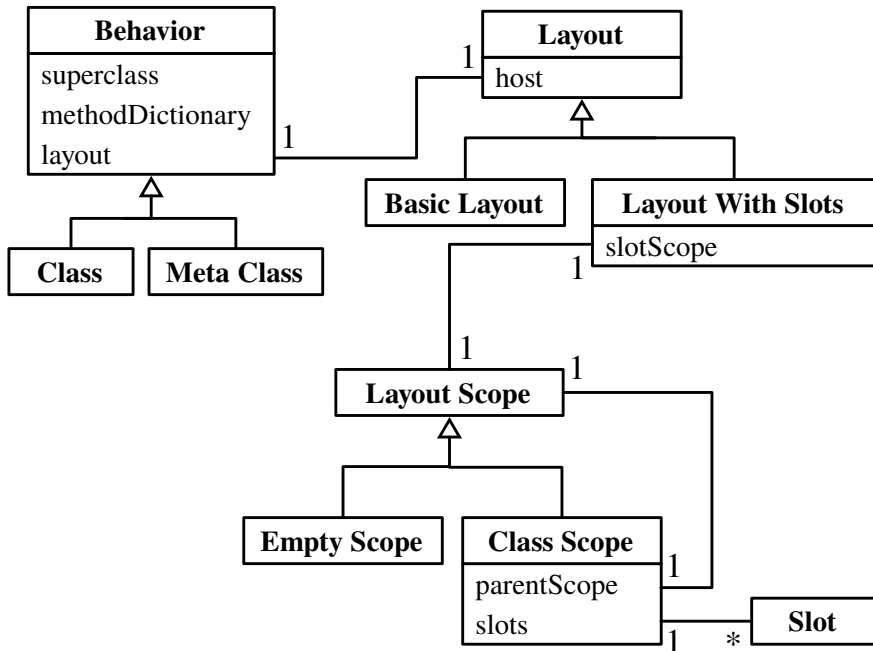 Behavior
superclass
methodDictionary
layout
1
1
Layout
host
Class
Meta Class
Basic Layout
Layout With Slots
slotScope
1
1
Layout Scope
1
Empty Scope
Class Scope
parentScope
slots
1
1
*
Slot